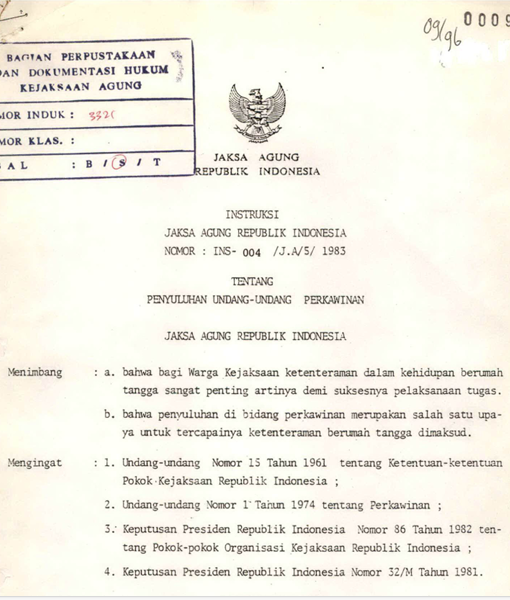 09/96
0009
BAGIAN PERPUSTAKAAN
DAN DOKUMENTASI HUKUM
KEJAKSAAN AGUNG
MOR INDUK :
MOR KLAS. :
AL : B / S / T
JAKSA AGUNG
REPUBLIK INDONESIA
INSTRUKSI
JAKSA AGUNG REPUBLIK INDONESIA
NOMOR : INS- 004 /J.A/5/ 1983
TENTANG
PENYULUHAN UNDANG-UNDANG PERKAWINAN
JAKSA AGUNG REPUBLIK INDONESIA
Menimbang : a. bahwa bagi Warga Kejaksaan ketenteraman dalam kehidupan berumah
tangga sangat penting artinya demi suksesnya pelaksanaan tugas.
b. bahwa penyuluhan di bidang perkawinan merupakan salah satu upa-
ya untuk tercapainya ketenteraman berumah tangga dimaksud.
Mengingat : 1. Undang-undang Nomor 15 Tahun 1961 tentang Ketentuan-ketentuan
Pokok Kejaksaan Republik Indonesia ;
2. Undang-undang Nomor 1 Tahun 1974 tentang Perkawinan ;
3. Keputusan Presiden Republik Indonesia Nomor 86 Tahun 1982 ten-
tang Pokok-pokok Organisasi Kejaksaan Republik Indonesia ;
4. Keputusan Presiden Republik Indonesia Nomor 32/M Tahun 1981.